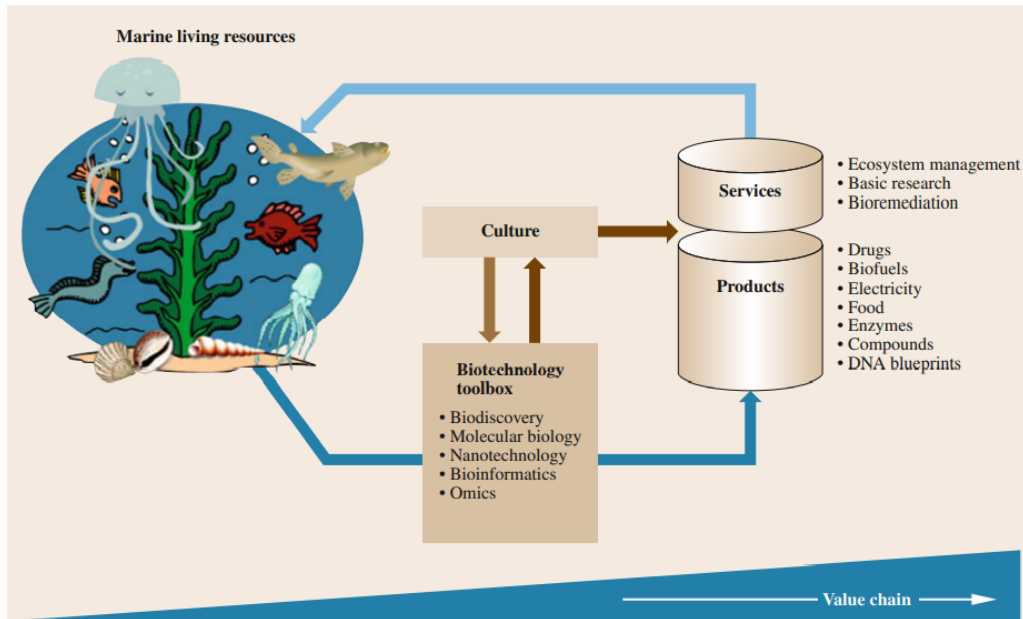 Marine living resources
Services
• Ecosystem management
• Basic research
• Bioremediation
Culture
Products
• Drugs
• Biofuels
• Electricity
• Food
• Enzymes
• Compounds
• DNA blueprints
Biotechnology
toolbox
• Biodiscovery
• Molecular biology
• Nanotechnology
• Bioinformatics
• Omics
Value chain